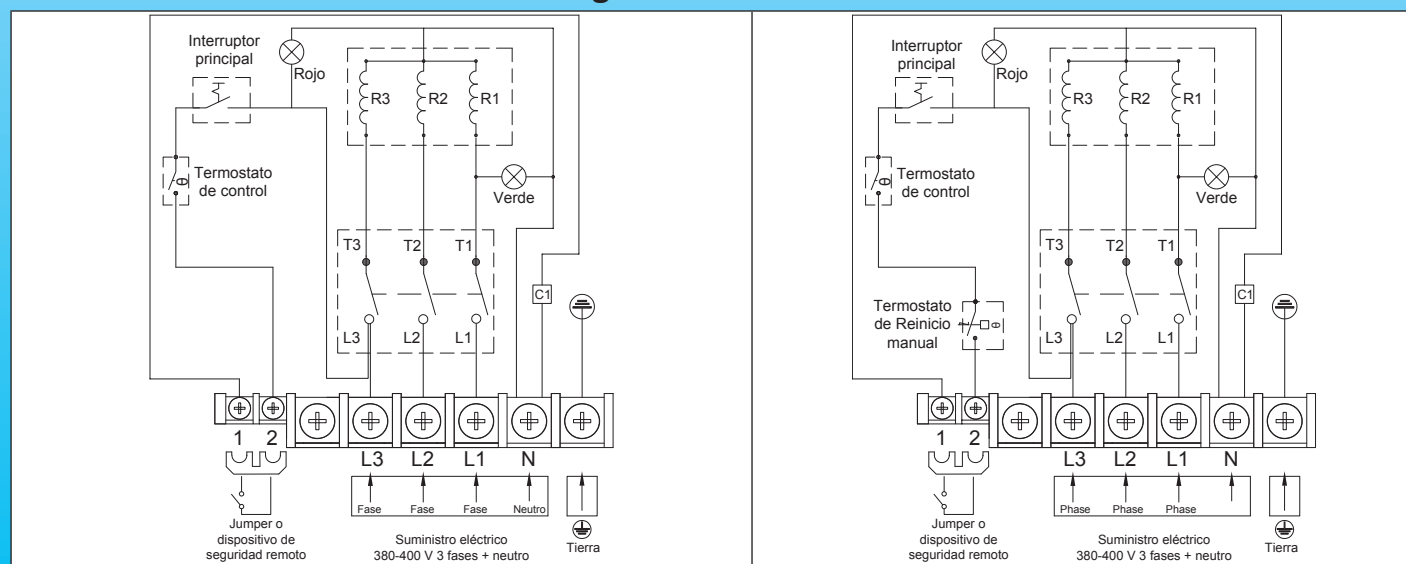 Interruptor
principal
Rojo
R3 R2 R1
Termostato
de control
Verde
T3 T2 T1
C1
L3 L2 L1
1 2
L3 L2 L1 N
Fase Fase Fase Neutro
Jumper o
dispositivo de
seguridad remoto
Suministro eléctrico
380-400 V 3 fases + neutro
Tierra
Interruptor
principal
Rojo
R3 R2 R1
Termostato
de control
Verde
T3 T2 T1
C1
Termostato
de Reinicio
manual
L3 L2 L1
1 2
L3 L2 L1 N
Phase Phase Phase
Jumper o
dispositivo de
seguridad remoto
Suministro eléctrico
380-400 V 3 fases + neutro
Tierra